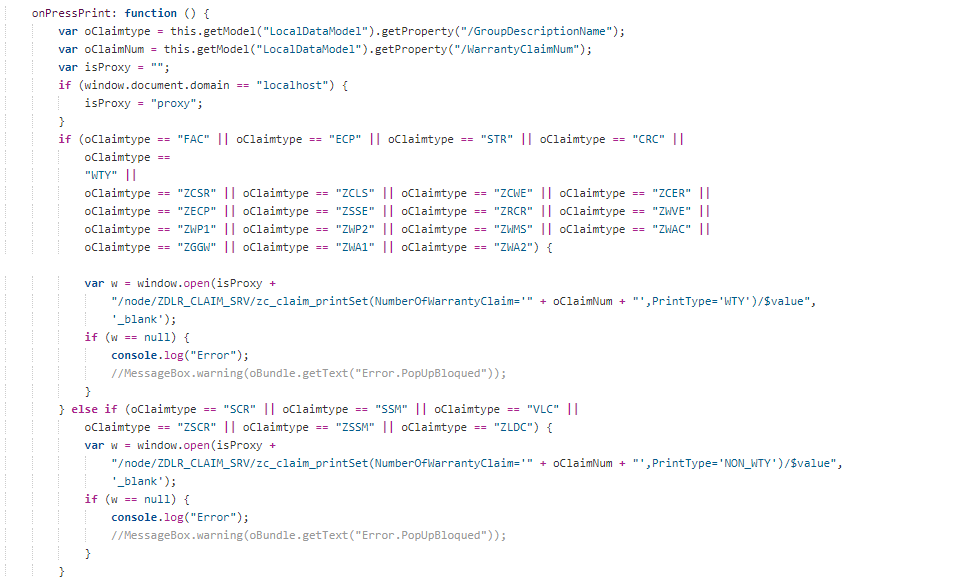 onPressPrint: function () {
var oClaimtype = this.getModel("LocalDataModel").getProperty("/GroupDescriptionName");
var oClaimNum = this.getModel("LocalDataModel").getProperty("/WarrantyClaimNum");
var isProxy = "";
if (window.document.domain == "localhost") {
isProxy = "proxy";
}
if (oClaimtype == "FAC" || oClaimtype == "ECP" || oClaimtype == "STR" || oClaimtype == "CRC" ||
oClaimtype ==
"WTY" ||
oClaimtype == "ZCSR" || oClaimtype == "ZCLS" || oClaimtype == "ZCWE" || oClaimtype == "ZCER" ||
oClaimtype == "ZECP" || oClaimtype == "ZSSE" || oClaimtype == "ZRCR" || oClaimtype == "ZWVE" ||
oClaimtype == "ZWP1" || oClaimtype == "ZWP2" || oClaimtype == "ZWMS" || oClaimtype == "ZWAC" ||
oClaimtype == "ZGGW" || oClaimtype == "ZWA1" || oClaimtype == "ZWA2") {
var w = window.open(isProxy +
"/node/ZDLR_CLAIM_SRV/zc_claim_printSet(NumberOfWarrantyClaim='" + oClaimNum + "',PrintType='WTY')/$value",
'_blank');
if (w == null) {
console.log("Error");
//MessageBox.warning(oBundle.getText("Error.PopUpBloqued"));
}
} else if (oClaimtype == "SCR" || oClaimtype == "SSM" || oClaimtype == "VLC" ||
oClaimtype == "ZSCR" || oClaimtype == "ZSSM" || oClaimtype == "ZLDC") {
var w = window.open(isProxy +
"/node/ZDLR_CLAIM_SRV/zc_claim_printSet(NumberOfWarrantyClaim='" + oClaimNum + "',PrintType='NON_WTY')/$value",
'_blank');
if (w == null) {
console.log("Error");
//MessageBox.warning(oBundle.getText("Error.PopUpBloqued"));
}
}